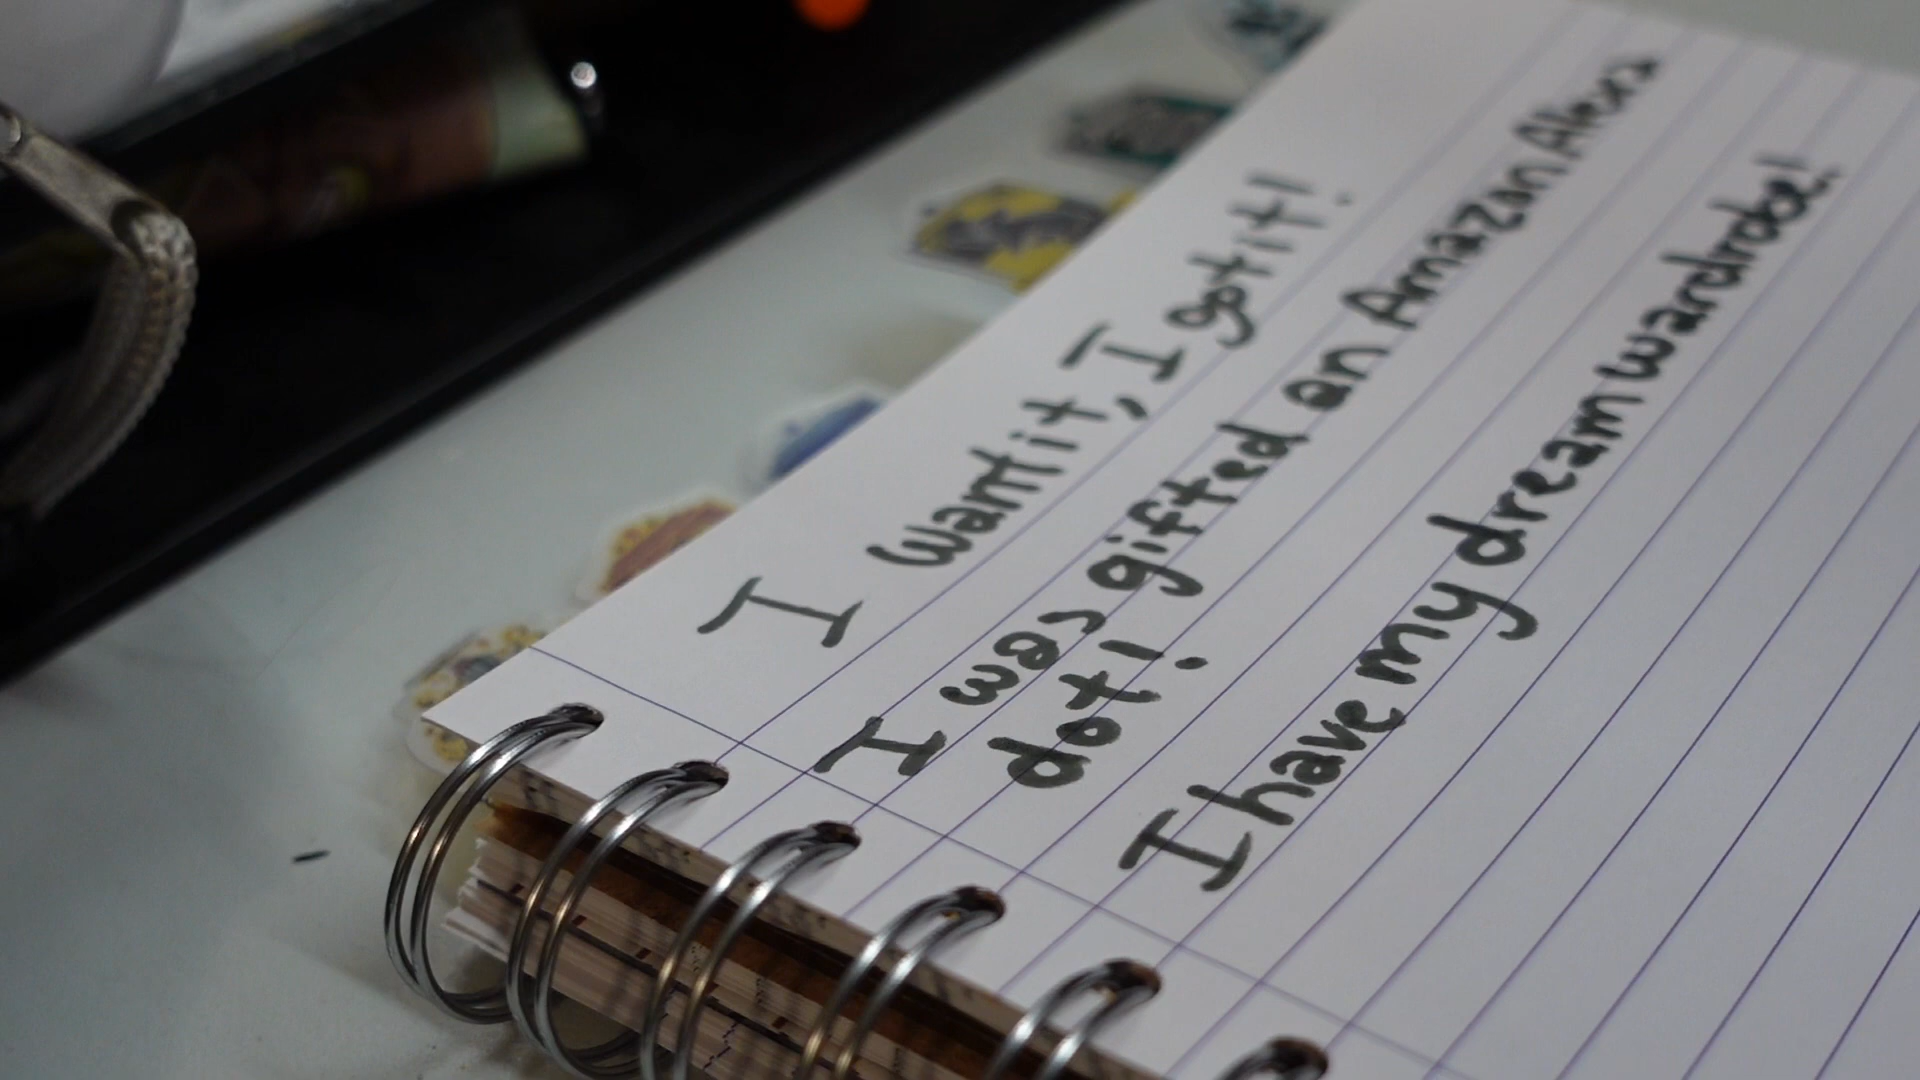 I want it, I got it!
I was gifted an Amazon Alexa
dot!
I have my dream wardrobe!